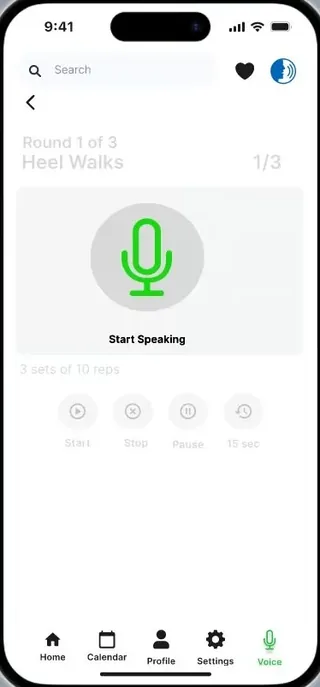 9:41
Search
Round 1 of 3
Heel Walks 1/3
Start Speaking
3 sets of 10 reps
Start Stop Pause 15 sec
Home Calendar Profile Settings Voice